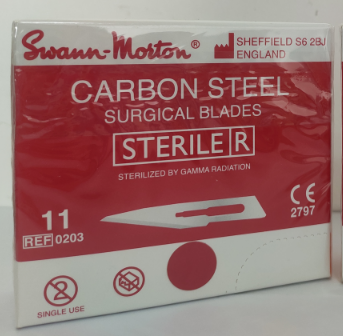 Swann-Morton®
SHEFFIELD S6 2BJ
ENGLAND
CARBON STEEL
SURGICAL BLADES
STERILE R
STERILIZED BY GAMMA RADIATION
11
REF 0203
CE
2797
2
SINGLE USE